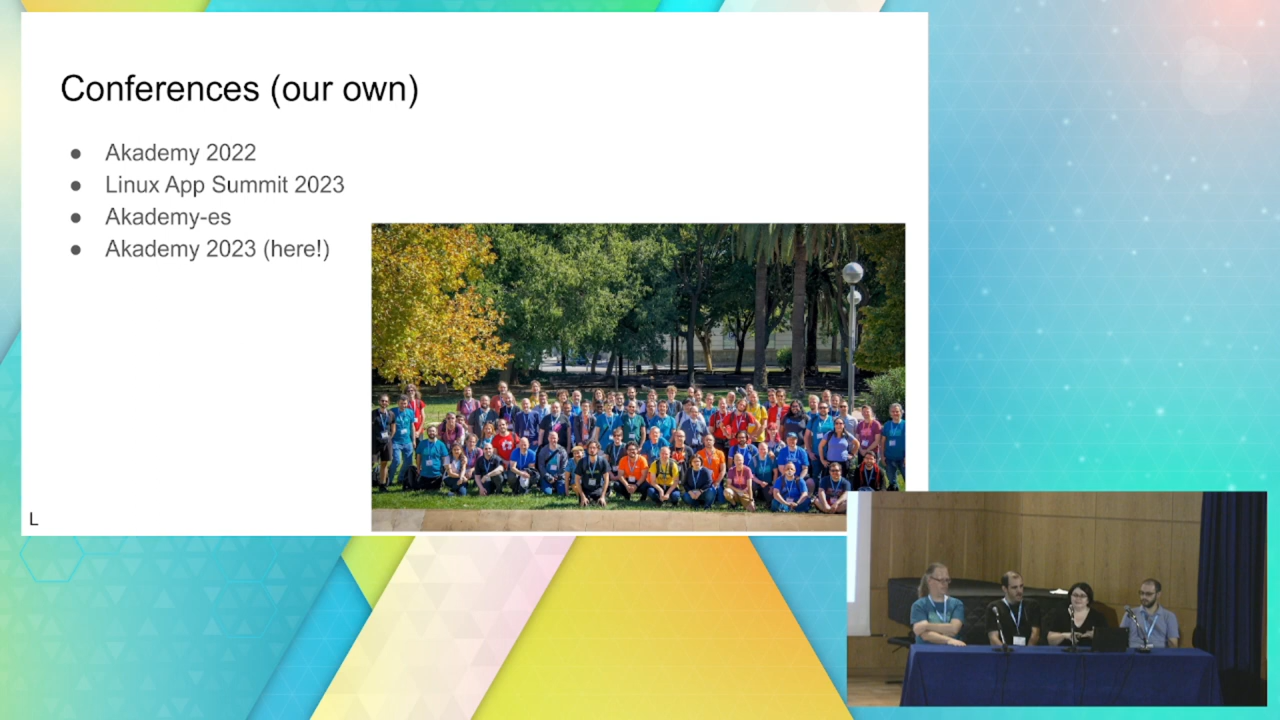 Conferences (our own)
● Akademy 2022
● Linux App Summit 2023
● Akademy-es
● Akademy 2023 (here!)
L